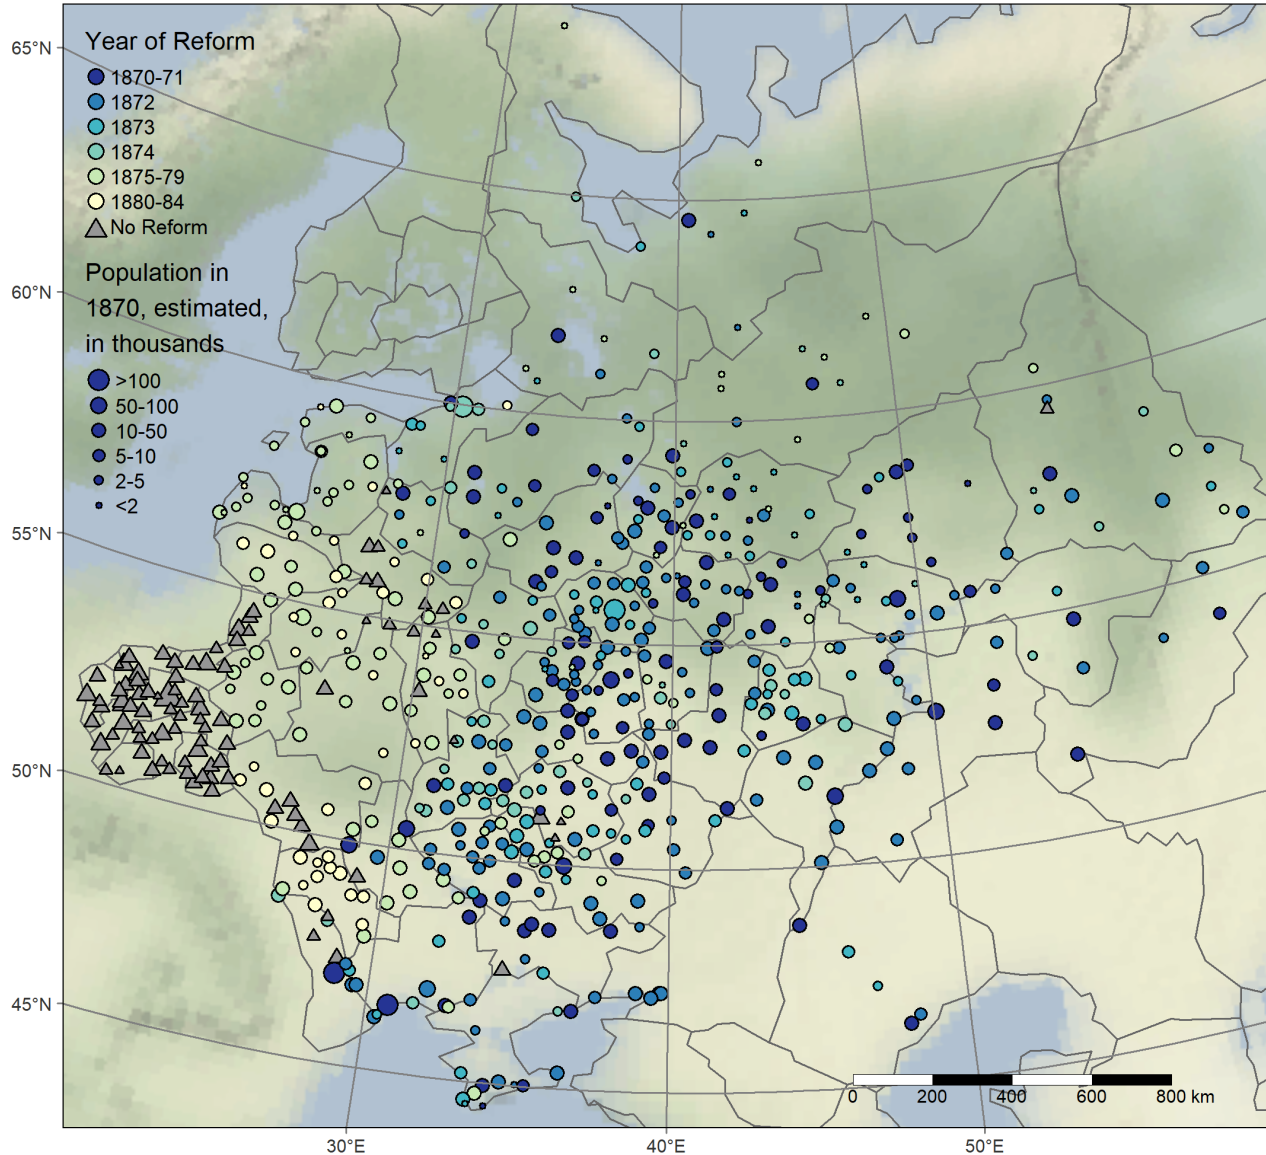 Year of Reform
1870-71
1872
1873
1874
1875-79
1880-84
No Reform
Population in
1870, estimated,
in thousands
>100
50-100
10-50
5-10
2-5
<2
65°N
60°N
55°N
50°N
45°N
0 200 400 600 800 km
30°E 40°E 50°E